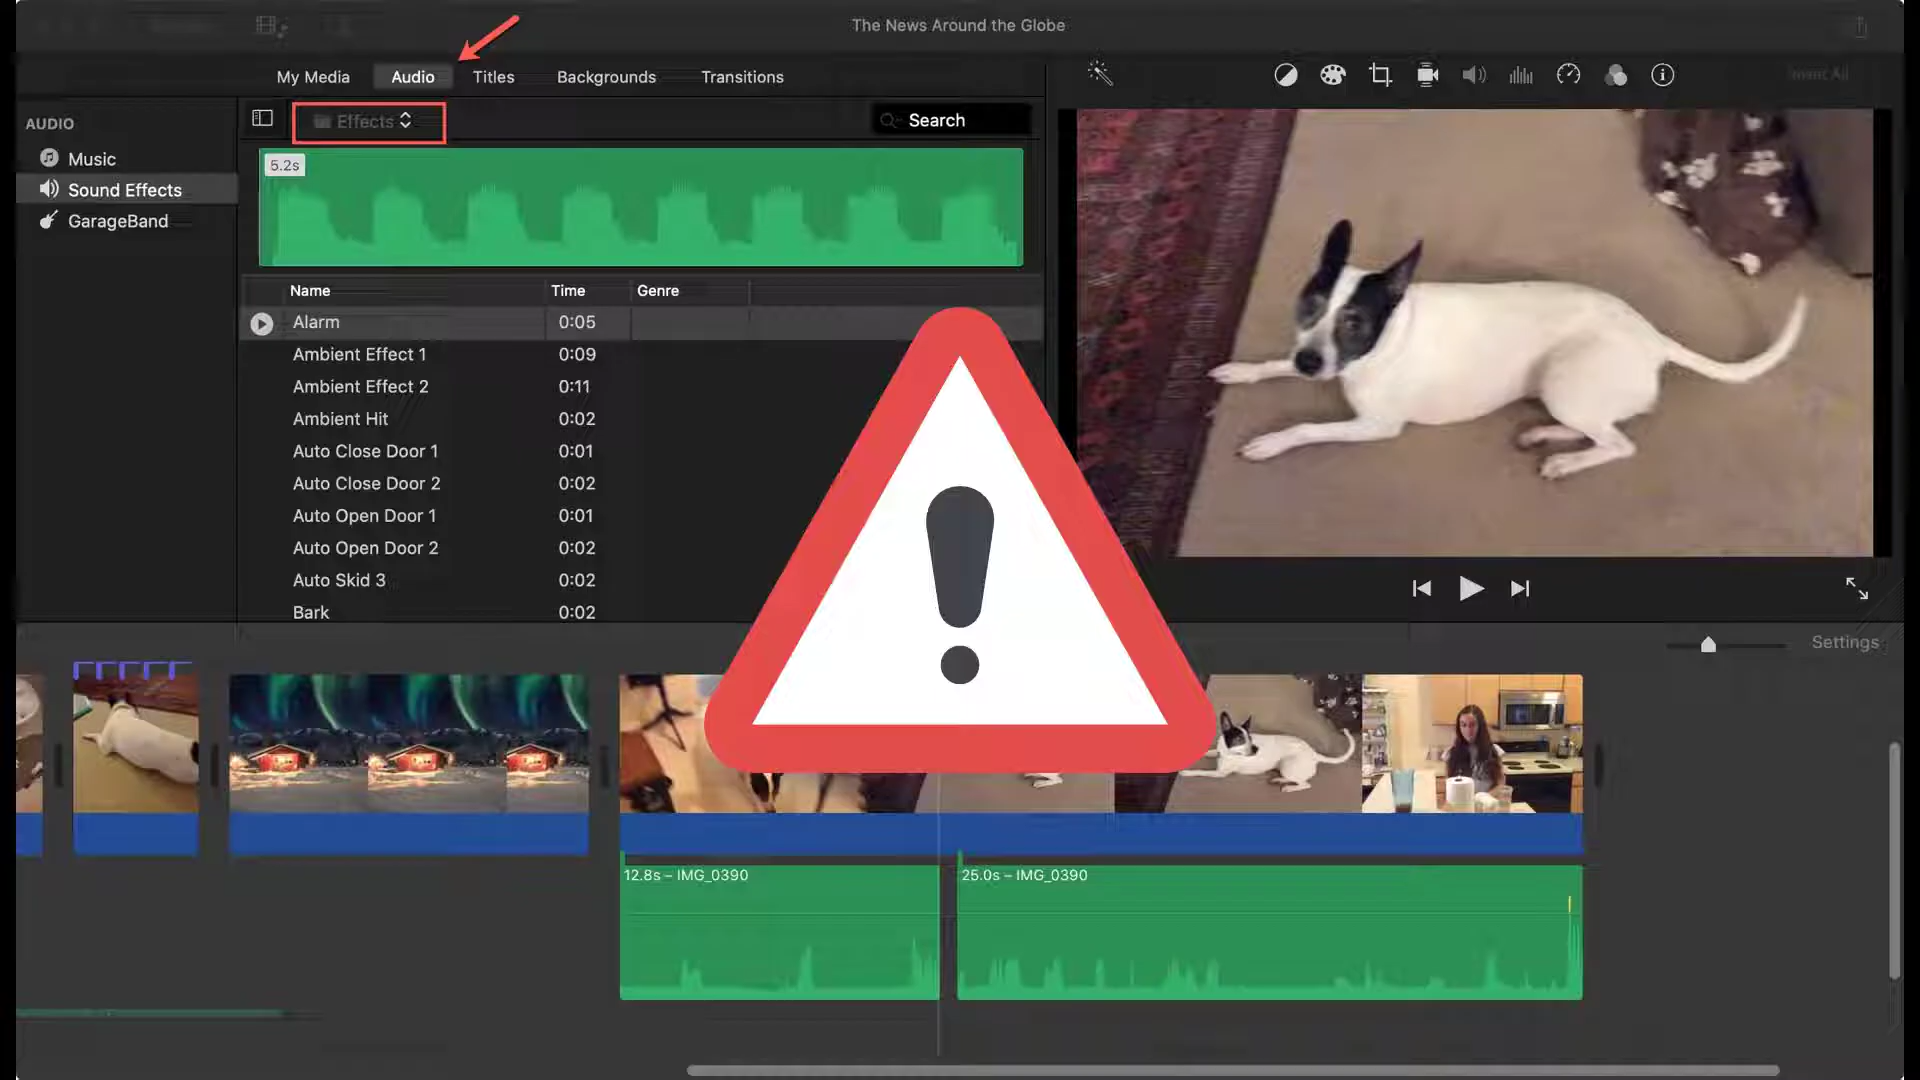 The News Around the Globe
My Media
Audio
Titles
Backgrounds
Transitions
Reset All
AUDIO
Music
Sound Effects
GarageBand
Effects
Search
5.2s
Name Time Genre
Alarm 0:05
Ambient Effect 1 0:09
Ambient Effect 2 0:11
Ambient Hit 0:02
Auto Close Door 1 0:01
Auto Close Door 2 0:02
Auto Open Door 1 0:01
Auto Open Door 2 0:02
Auto Skid 3 0:02
Bark 0:02
Settings
12.8s – IMG_0390
25.0s – IMG_0390